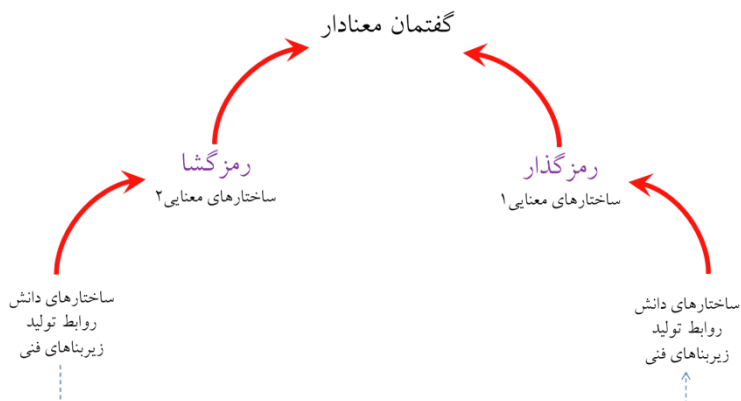 گفتمان معنادار
رمزگذار
ساختارهای معنایی۱
رمزگشا
ساختارهای معنایی۲
ساختارهای دانش
روابط تولید
زیربناهای فنی
ساختارهای دانش
روابط تولید
زیربناهای فنی